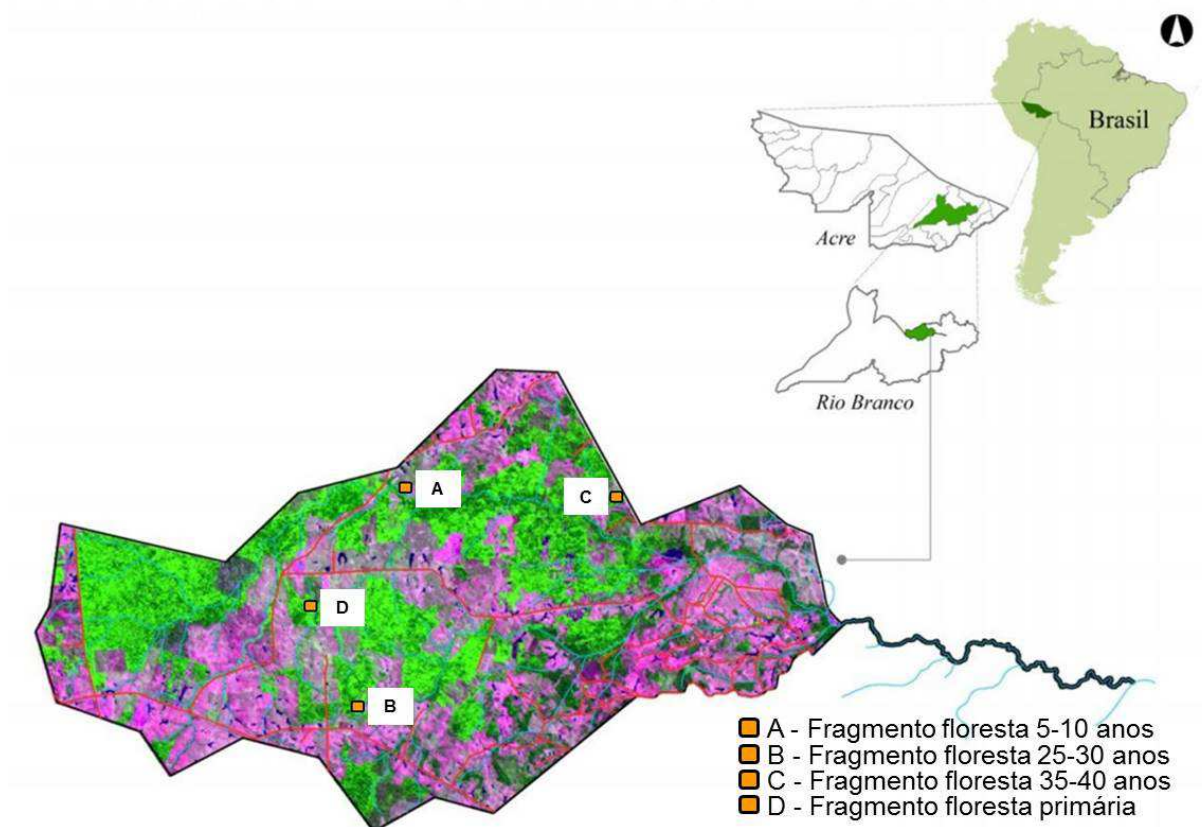 Brasil
Acre
Rio Branco
A
C
D
B
A - Fragmento floresta 5-10 anos
B - Fragmento floresta 25-30 anos
C - Fragmento floresta 35-40 anos
D - Fragmento floresta primária